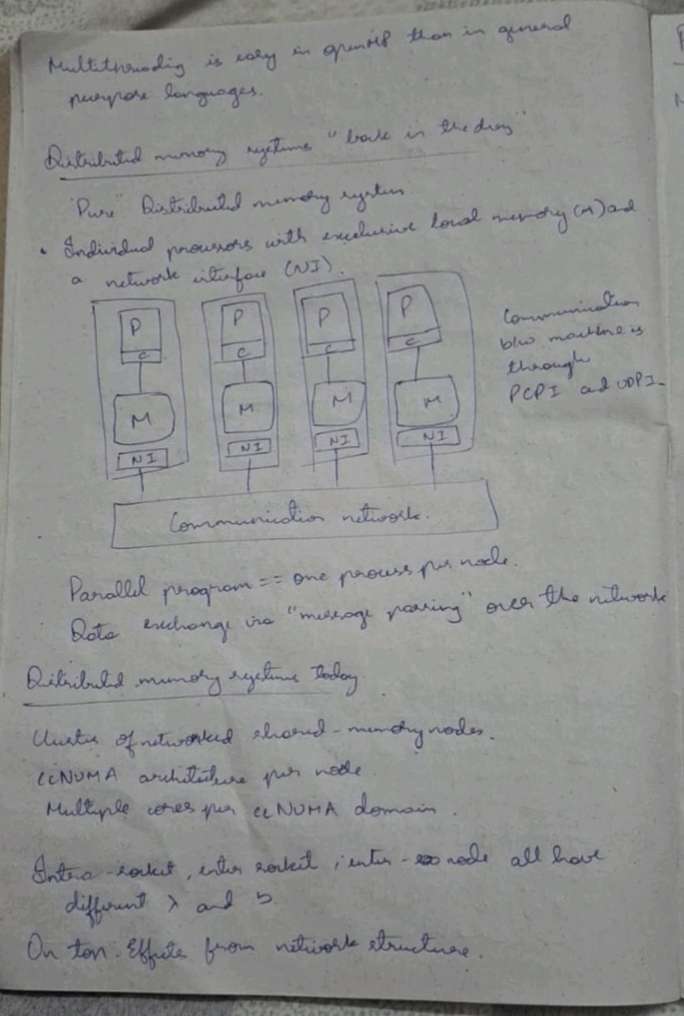 Multithreading is easy in openMP than in general
purpose languages.
Distributed memory systems "back in the day"
"Pure" Distributed memory system
• Individual processors with exclusive local memory (M) and
a network interface (NI).
P P P P
C C C C
M M M M
NI NI NI NI
Communication
b/w machine is
through
PCPI and UDPI.
Communication network.
Parallel program == one process per node.
Data exchange via "message passing" over the network
Distributed memory systems today
Cluster of networked shared-memory nodes.
ccNUMA architecture per node
Multiple cores per ccNUMA domain.
Intra-socket, inter socket, inter-node all have
different λ and b
On top: Effects from network structure.